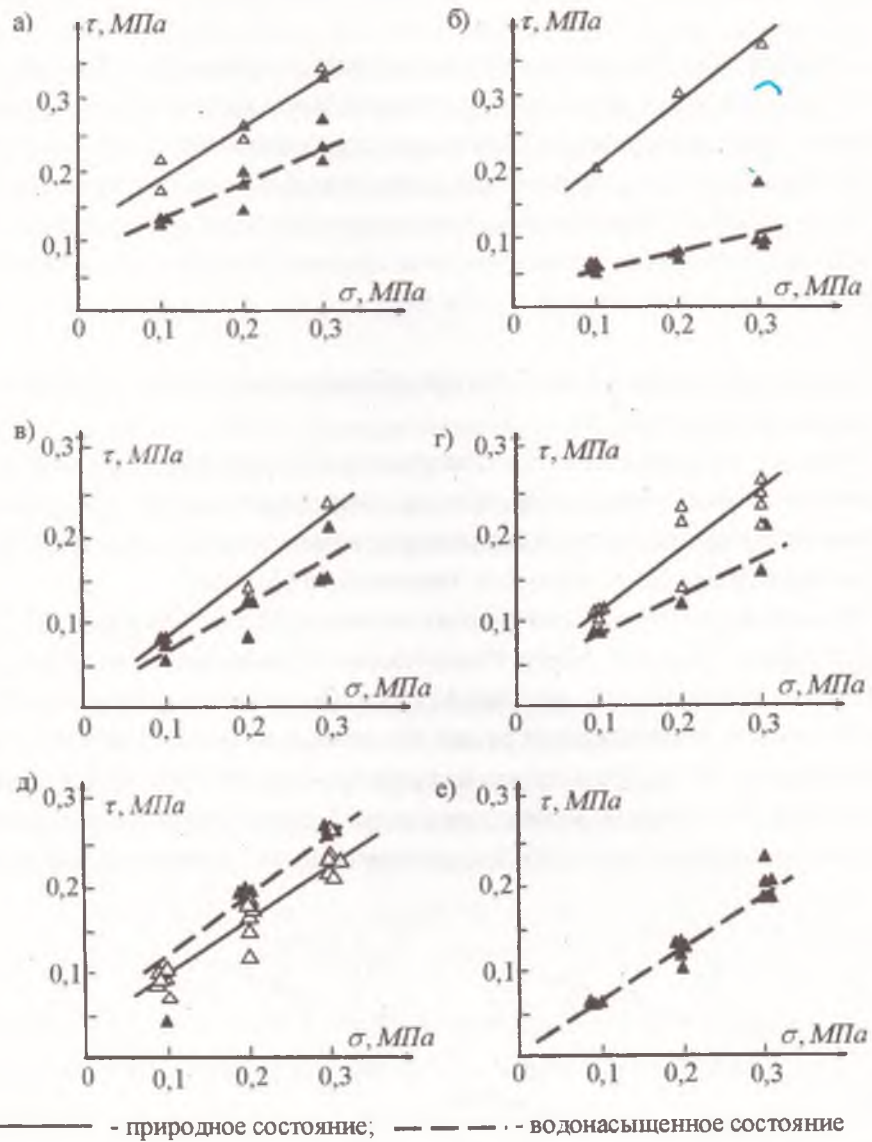 а) τ, МПа
0,3
0,2
0,1
σ, МПа
0 0,1 0,2 0,3
б) τ, МПа
0,3
0,2
0,1
σ, МПа
0 0,1 0,2 0,3
в) 0,3 τ, МПа
0,2
0,1
σ, МПа
0 0,1 0,2 0,3
г) 0,3 τ, МПа
0,2
0,1
σ, МПа
0 0,1 0,2 0,3
д) 0,3 τ, МПа
0,2
0,1
σ, МПа
0 0,1 0,2 0,3
е) 0,3 τ, МПа
0,2
0,1
σ, МПа
0 0,1 0,2 0,3
- природное состояние; - водонасыщенное состояние